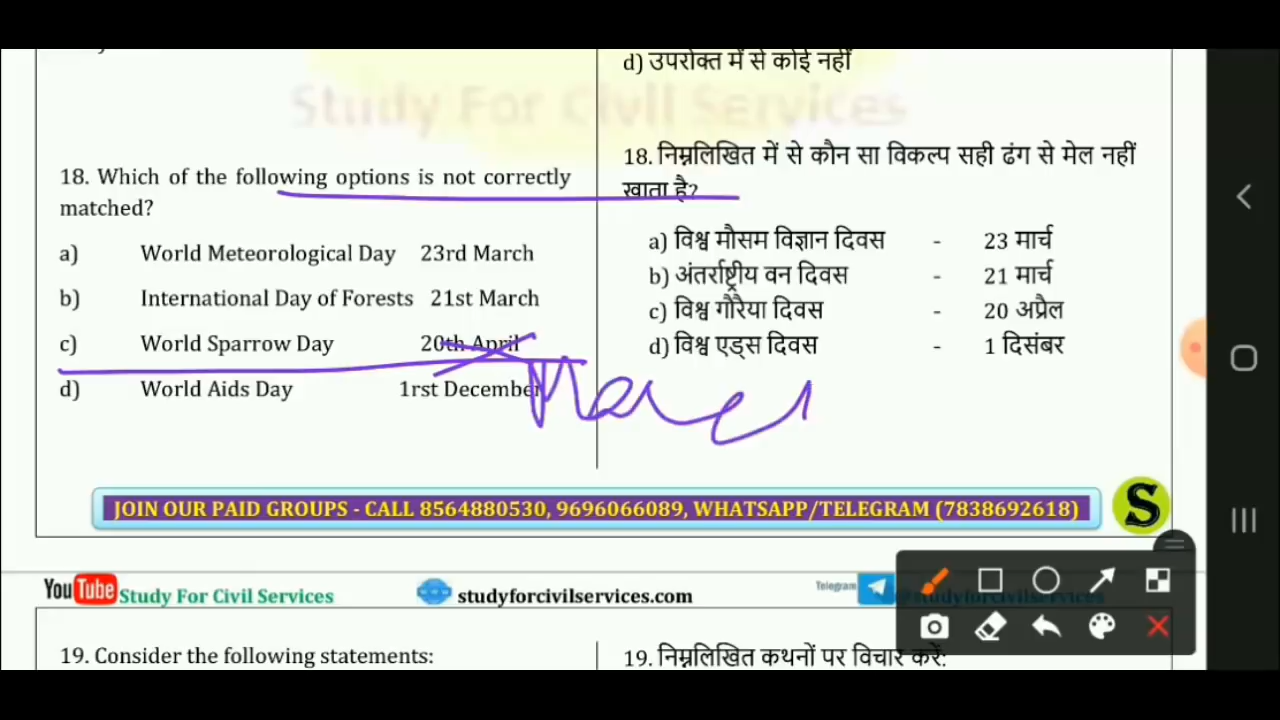 d) उपरोक्त में से कोई नहीं
Study For Civil Services
18. Which of the following options is not correctly
matched?
a) World Meteorological Day 23rd March
b) International Day of Forests 21st March
c) World Sparrow Day 20th April
d) World Aids Day 1rst December
18. निम्नलिखित में से कौन सा विकल्प सही ढंग से मेल नहीं
खाता है?
a) विश्व मौसम विज्ञान दिवस - 23 मार्च
b) अंतर्राष्ट्रीय वन दिवस - 21 मार्च
c) विश्व गौरैया दिवस - 20 अप्रैल
d) विश्व एड्स दिवस - 1 दिसंबर
JOIN OUR PAID GROUPS - CALL 8564880530, 9696066089, WHATSAPP/TELEGRAM (7838692618)
S
YouTube Study For Civil Services
studyforcivilservices.com
Telegram
19. Consider the following statements:
19. निम्नलिखित कथनों पर विचार करें: